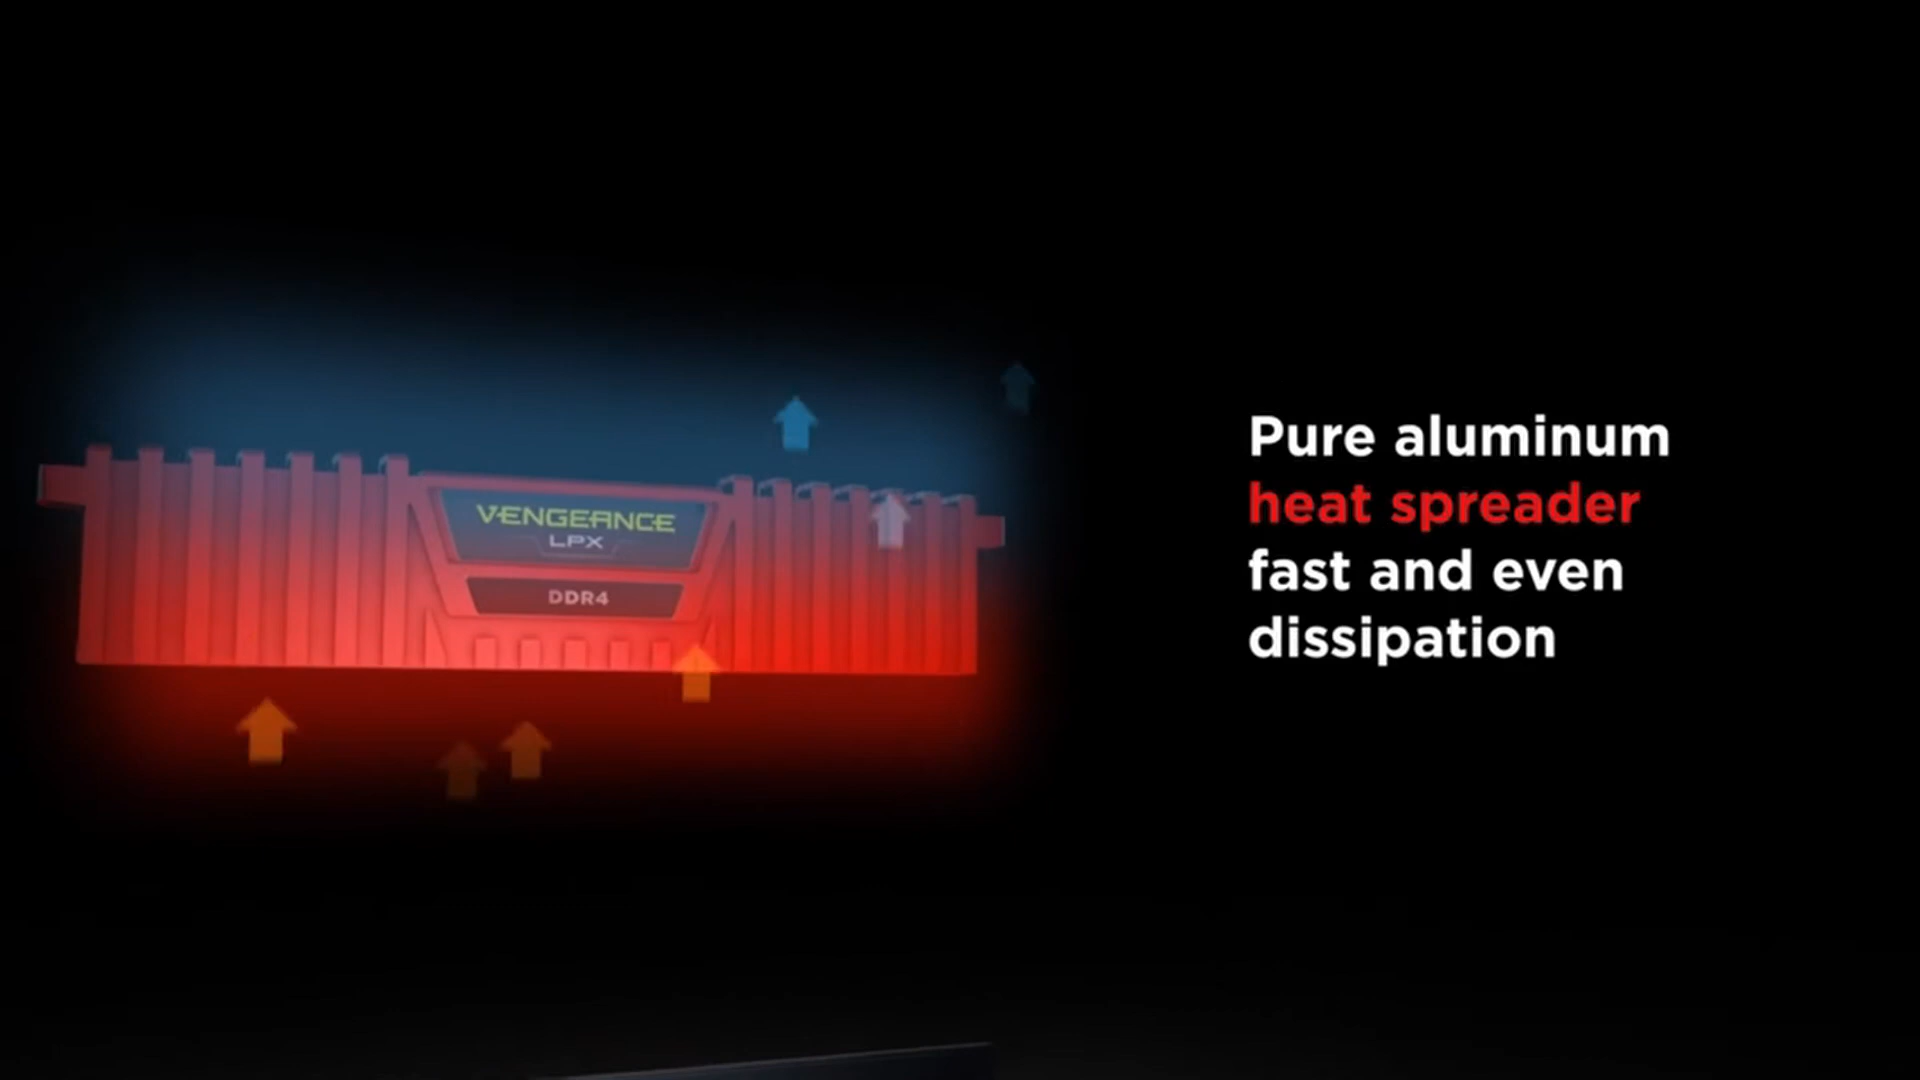 VENGEANCE
LPX
DDR4
Pure aluminum
heat spreader
fast and even
dissipation